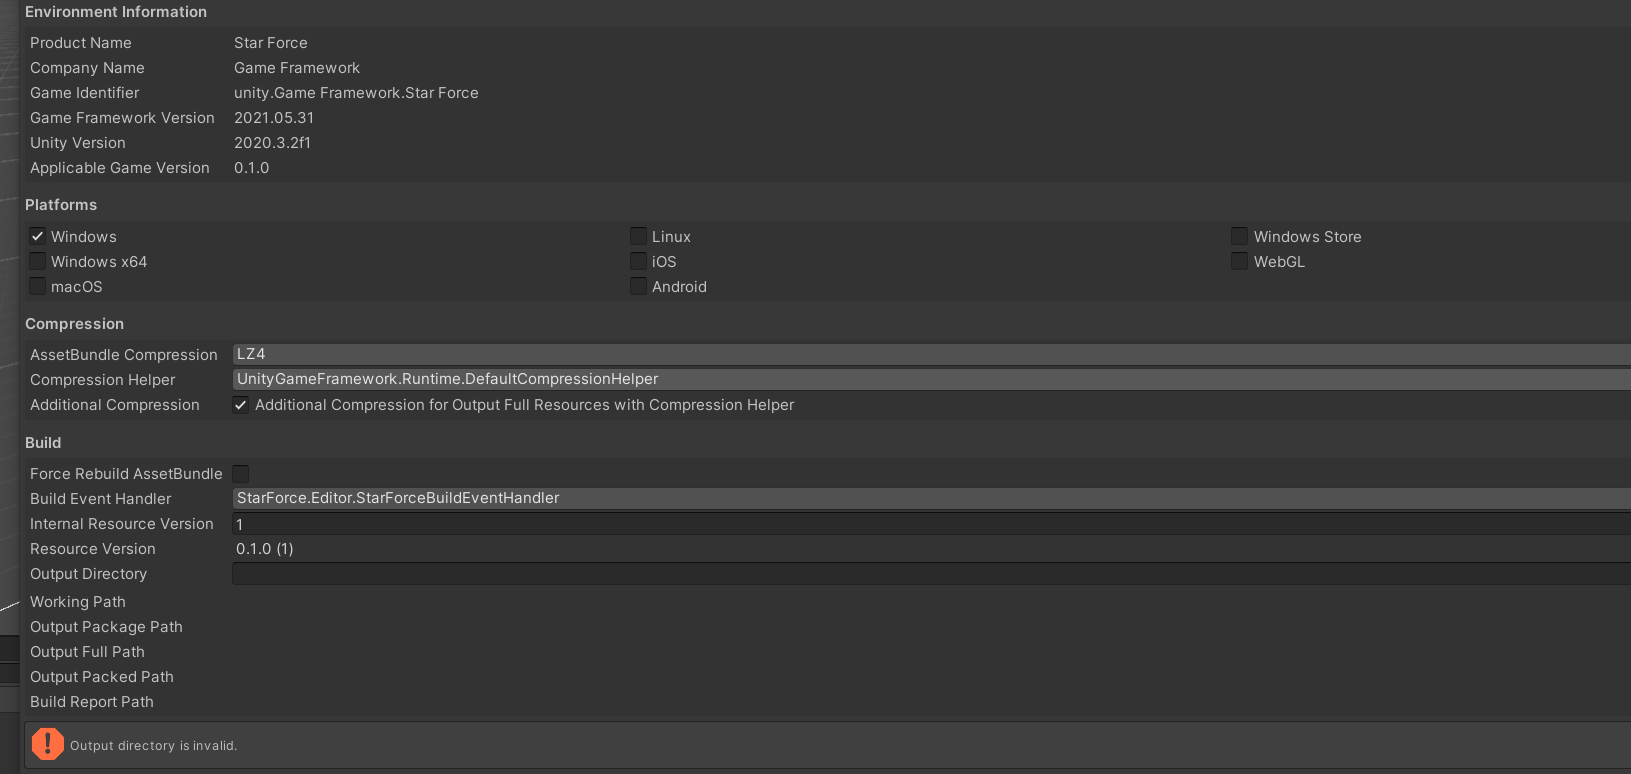 Environment Information
Product Name Star Force
Company Name Game Framework
Game Identifier unity.Game Framework.Star Force
Game Framework Version 2021.05.31
Unity Version 2020.3.2f1
Applicable Game Version 0.1.0
Platforms
Windows Linux Windows Store
Windows x64 iOS WebGL
macOS Android
Compression
AssetBundle Compression LZ4
Compression Helper UnityGameFramework.Runtime.DefaultCompressionHelper
Additional Compression Additional Compression for Output Full Resources with Compression Helper
Build
Force Rebuild AssetBundle
Build Event Handler StarForce.Editor.StarForceBuildEventHandler
Internal Resource Version 1
Resource Version 0.1.0 (1)
Output Directory
Working Path
Output Package Path
Output Full Path
Output Packed Path
Build Report Path
Output directory is invalid.